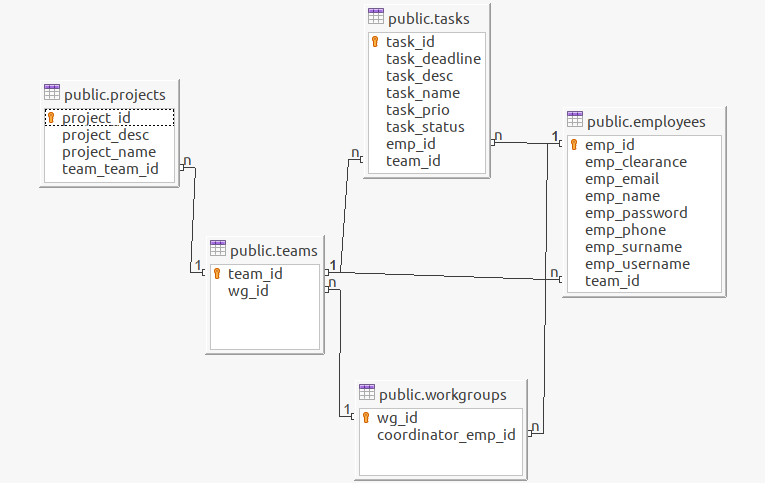 public.tasks
task_id
task_deadline
task_desc
task_name
task_prio
task_status
emp_id
team_id
n
n
public.projects
project_id
project_desc
project_name
team_team_id
n
public.employees
emp_id
emp_clearance
emp_email
emp_name
emp_password
emp_phone
emp_surname
emp_username
team_id
1
n
public.teams
team_id
wg_id
1
1
n
public.workgroups
wg_id
coordinator_emp_id
1
n